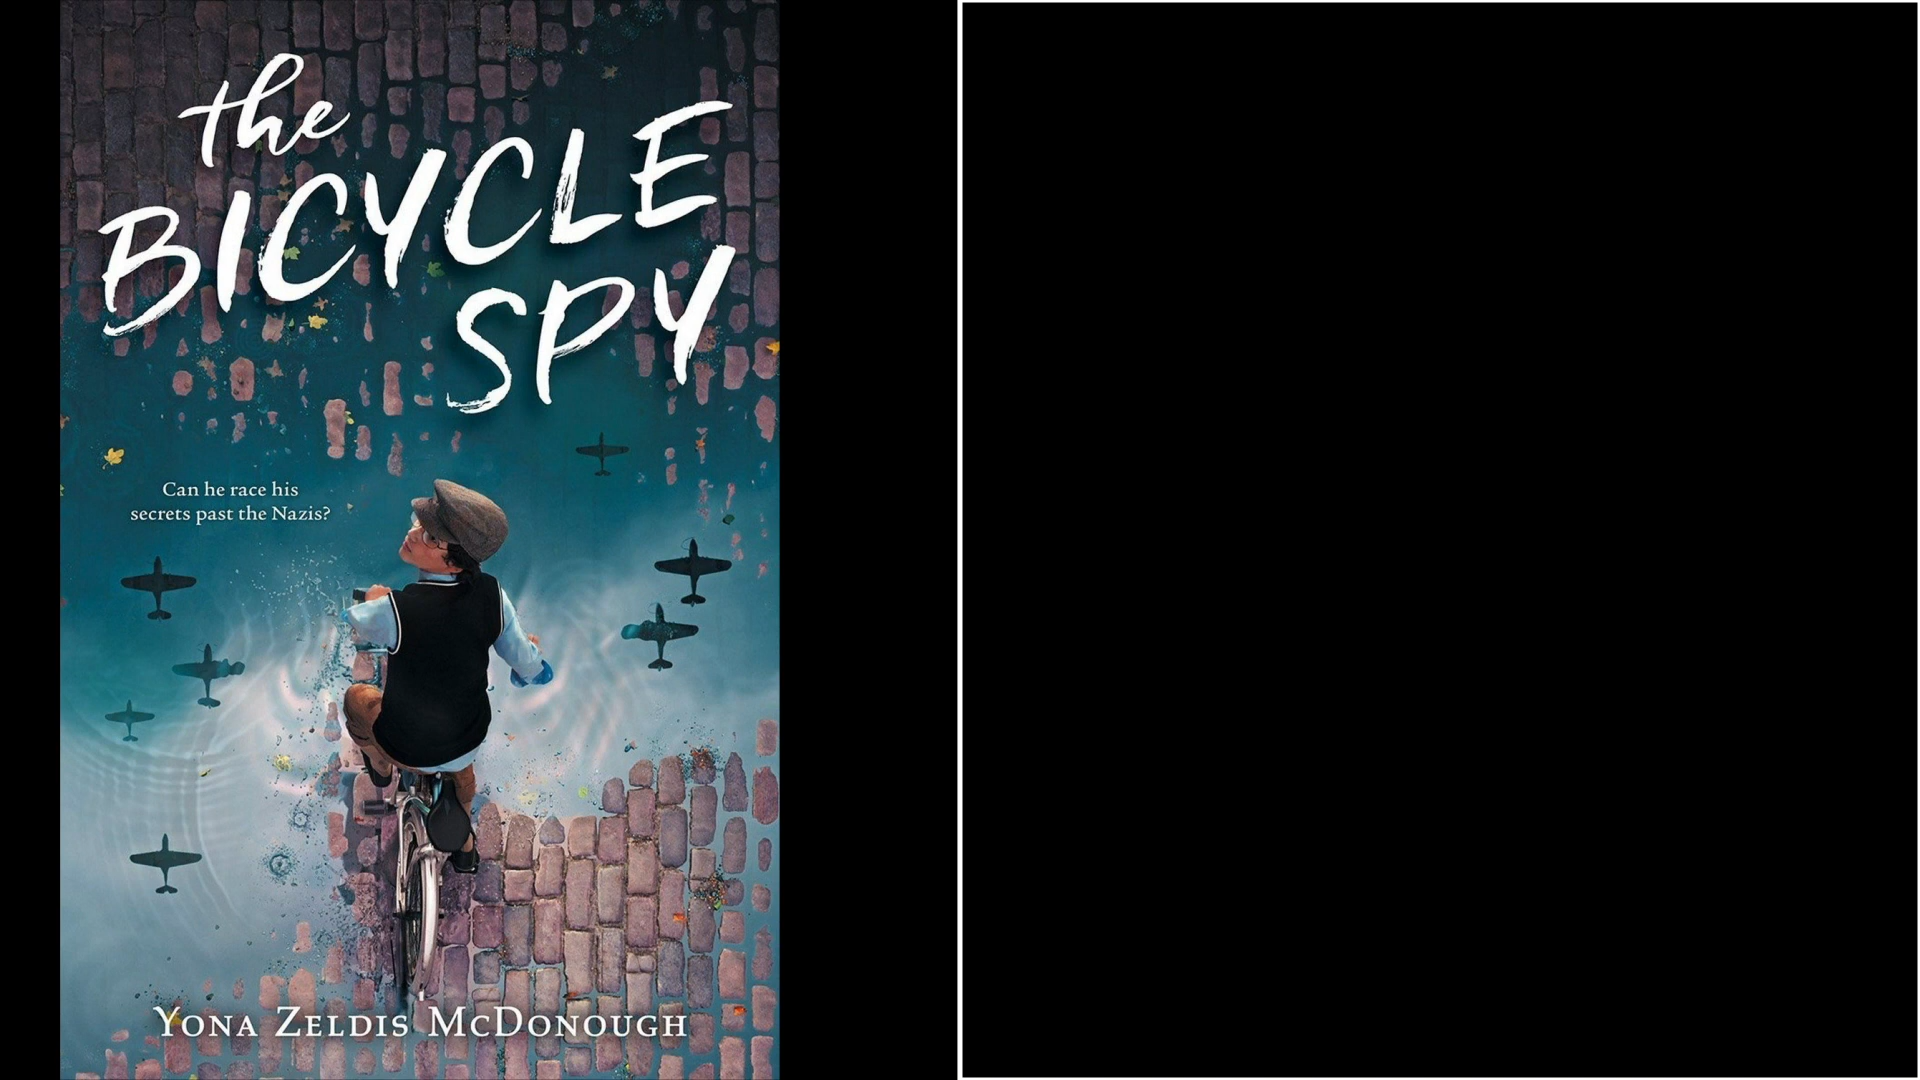 the
BICYCLE
SPY
Can he race his
secrets past the Nazis?
YONA ZELDIS MCDONOUGH